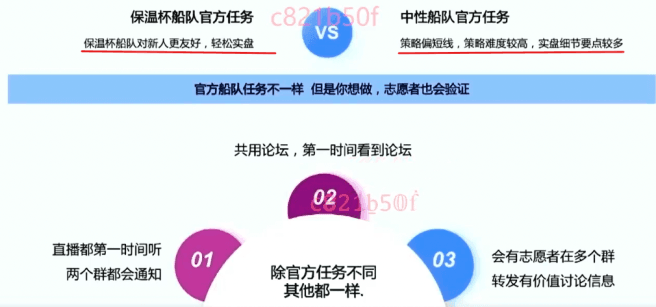 保温杯船队官方任务
c821b50f
中性船队官方任务
VS
保温杯船队对新人更友好，轻松实盘
策略偏短线，策略难度较高，实盘细节要点较多
官方船队任务不一样 但是你想做，志愿者也会验证
共用论坛，第一时间看到论坛
02
c821b50f
直播都第一时间听
两个群都会通知
01
除官方任务不同
其他都一样.
03
会有志愿者在多个群
转发有价值讨论信息